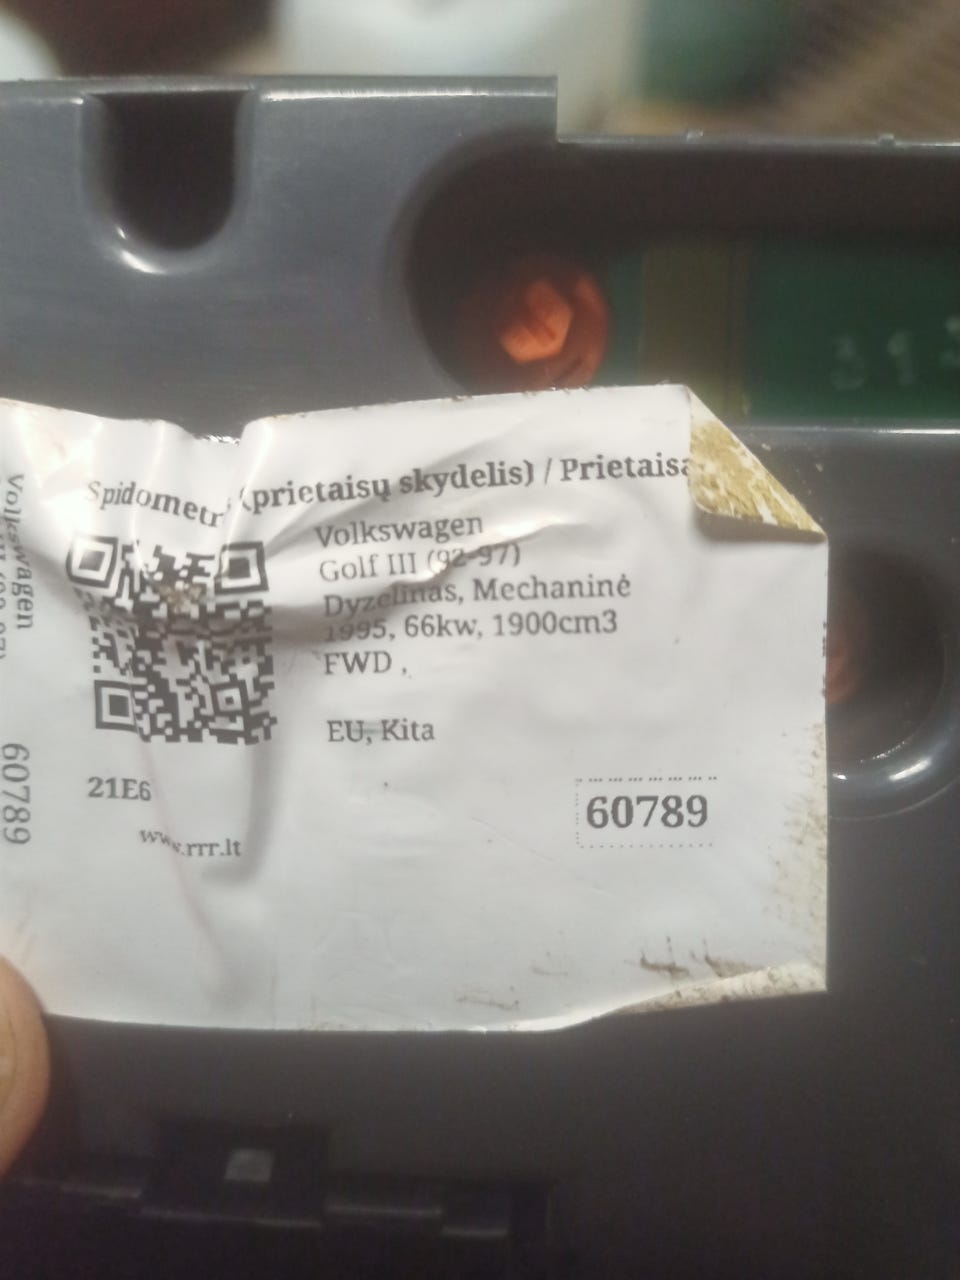 Spidometr (prietaisų skydelis) / Prietaisa
Volkswagen
Golf III (92-97)
Dyzelinas, Mechaninė
1995, 66kw, 1900cm3
FWD ,
EU, Kita
21E6
www.rrr.lt
60789
Volkswagen
60789
313